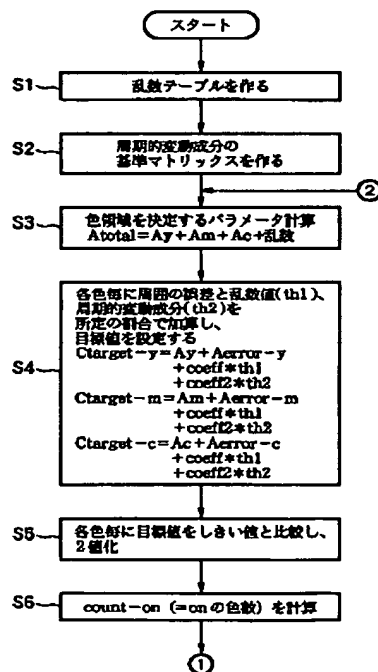 スタート
S1
乱数テーブルを作る
S2
周期的変動成分の
基準マトリックスを作る
②
S3
色領域を決定するパラメータ計算
Atotal=Ay+Am+Ac+乱数
S4
各色毎に周囲の誤差と乱数値(th1)、
周期的変動成分(th2)を
所定の割合で加算し、
目標値を設定する
Ctarget-y=Ay+Aerror-y
+coeff*th1
+coeff2*th2
Ctarget-m=Am+Aerror-m
+coeff*th1
+coeff2*th2
Ctarget-c=Ac+Aerror-c
+coeff*th1
+coeff2*th2
S5
各色毎に目標値をしきい値と比較し、
2値化
S6
count-on (=onの色数) を計算
①